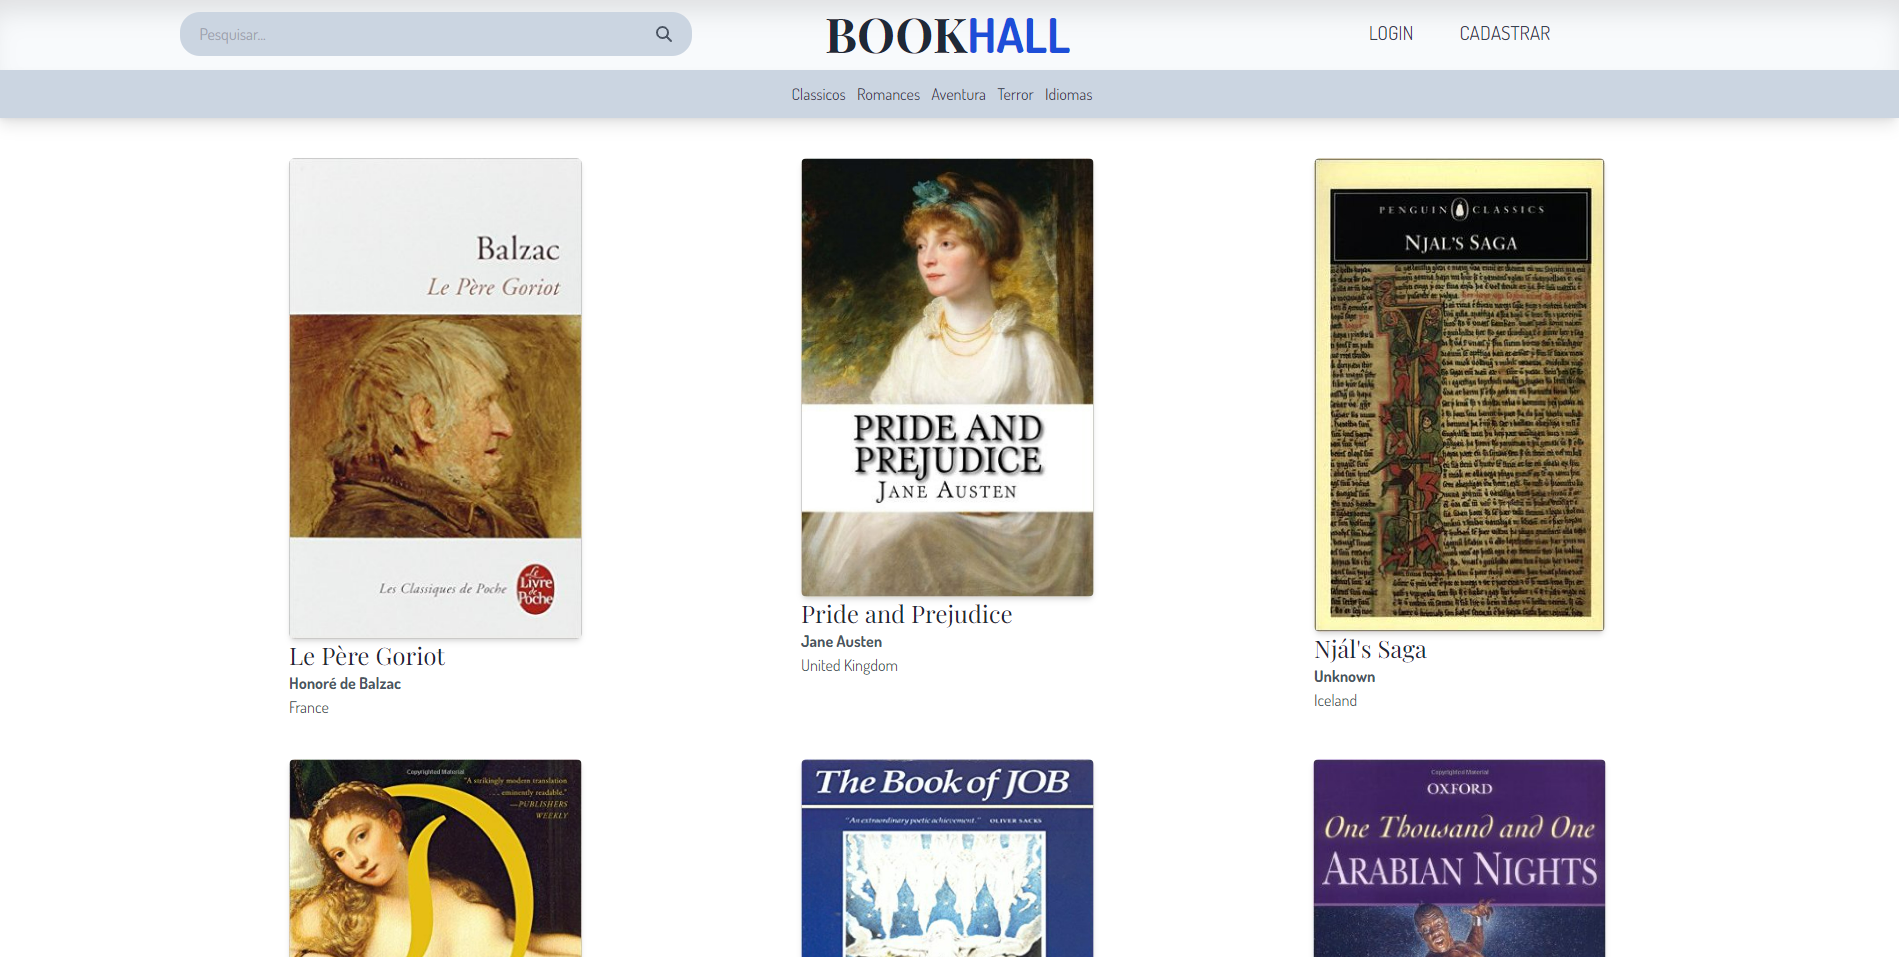 Pesquisar...
BOOKHALL
LOGIN
CADASTRAR
Classicos Romances Aventura Terror Idiomas
Balzac
Le Père Goriot
Les Classiques de Poche
Le Livre de Poche
Le Père Goriot
Honoré de Balzac
France
PRIDE AND
PREJUDICE
JANE AUSTEN
Pride and Prejudice
Jane Austen
United Kingdom
PENGUIN CLASSICS
NJAL'S SAGA
Njál's Saga
Unknown
Iceland
Copyrighted Material
"A strikingly modern translation
. . . eminently readable."
—PUBLISHERS
WEEKLY
The Book of JOB
"An extraordinary poetic achievement." OLIVER SACKS
Copyrighted Material
OXFORD
One Thousand and One
ARABIAN NIGHTS